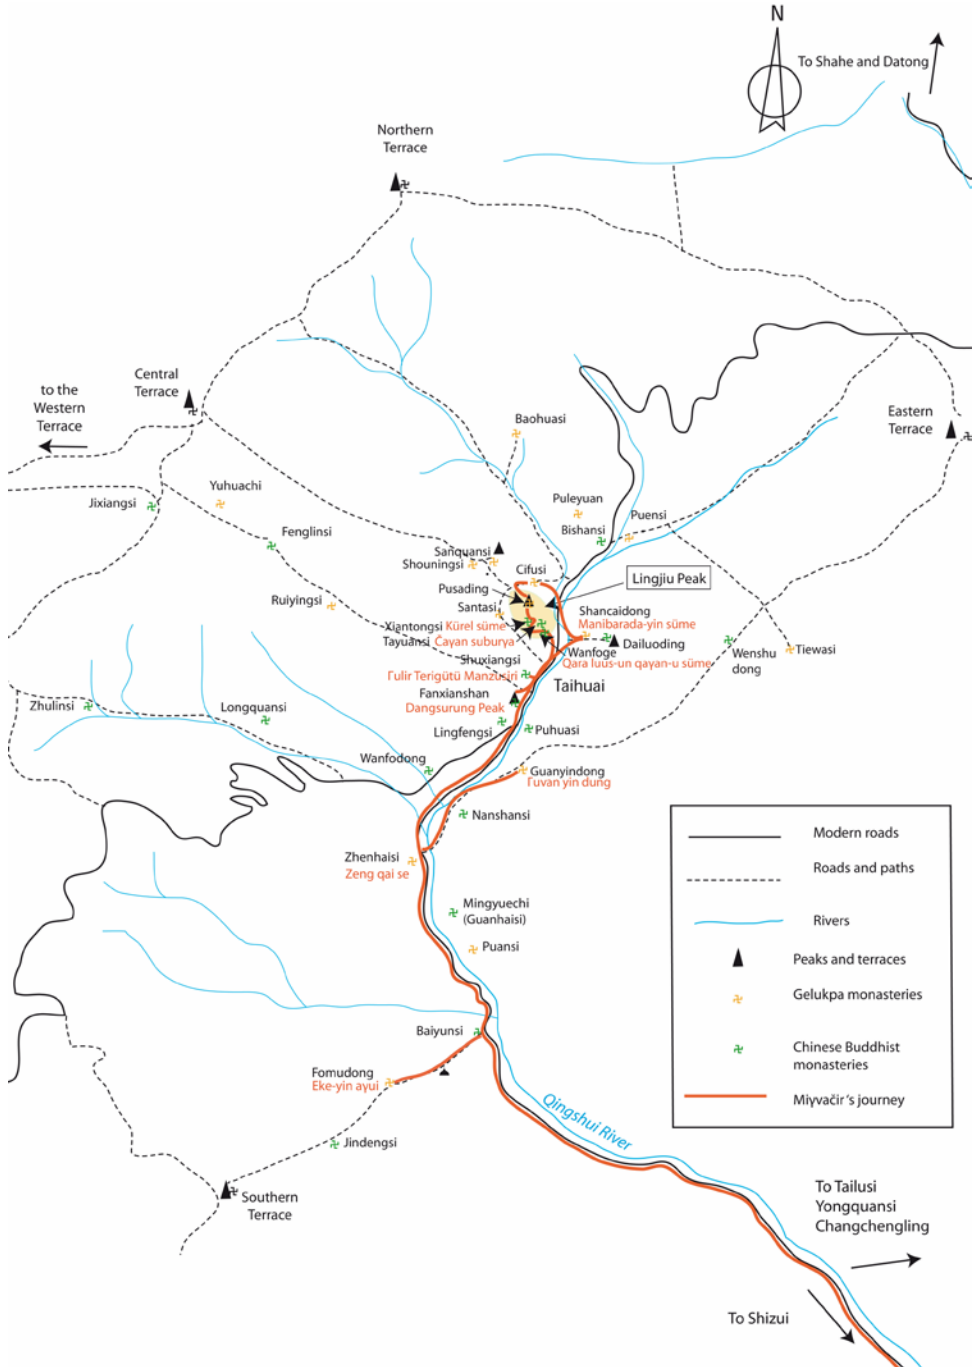 N
To Shahe and Datong
Northern
Terrace
Central
Terrace
to the
Western
Terrace
Eastern
Terrace
Baohuasi
Yuhuachi
Jixiangsi
Puleyuan
Puensi
Bishansi
Fenglinsi
Sanquansi
Shouningsi
Cifusi
Lingjiu Peak
Pusading
Ruiyingsi
Santasi
Shancaidong
Manibarada-yin süme
Xiantongsi Kürel süme
Tayuansi Čayan suburya
Dailuoding
Wanfoge
Qara luus-un qayan-u süme
Wenshu
dong
Tiewasi
Shuxiangsi
Γulir Terigütü Manzusiri
Taihuai
Fanxianshan
Dangsurung Peak
Zhulinsi
Longquansi
Lingfengsi
Puhuasi
Wanfodong
Guanyindong
Γuvan yin dung
Nanshansi
Zhenhaisi
Zeng qai se
Mingyuechi
(Guanhaisi)
Puansi
Baiyunsi
Fomudong
Eke-yin ayui
Jindengsi
Southern
Terrace
Qingshui River
To Tailusi
Yongquansi
Changchengling
To Shizui
Modern roads
Roads and paths
Rivers
Peaks and terraces
Gelukpa monasteries
Chinese Buddhist
monasteries
Miγvačir's journey